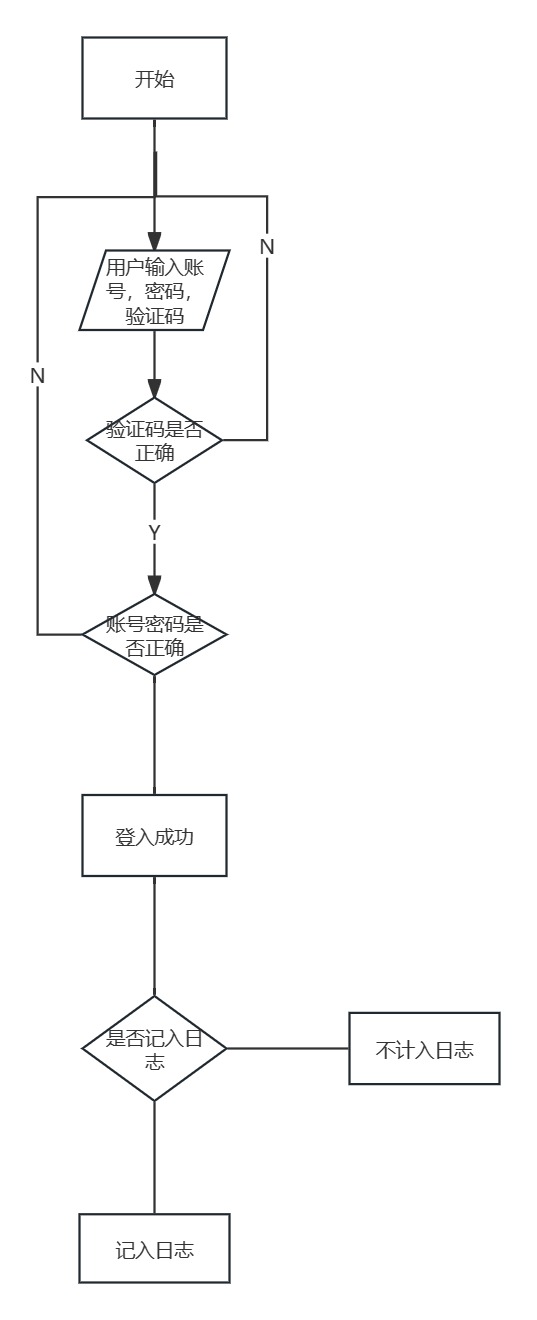 开始
N
用户输入账
号，密码，
验证码
N
验证码是否
正确
Y
账号密码是
否正确
登入成功
是否记入日
志
不计入日志
记入日志